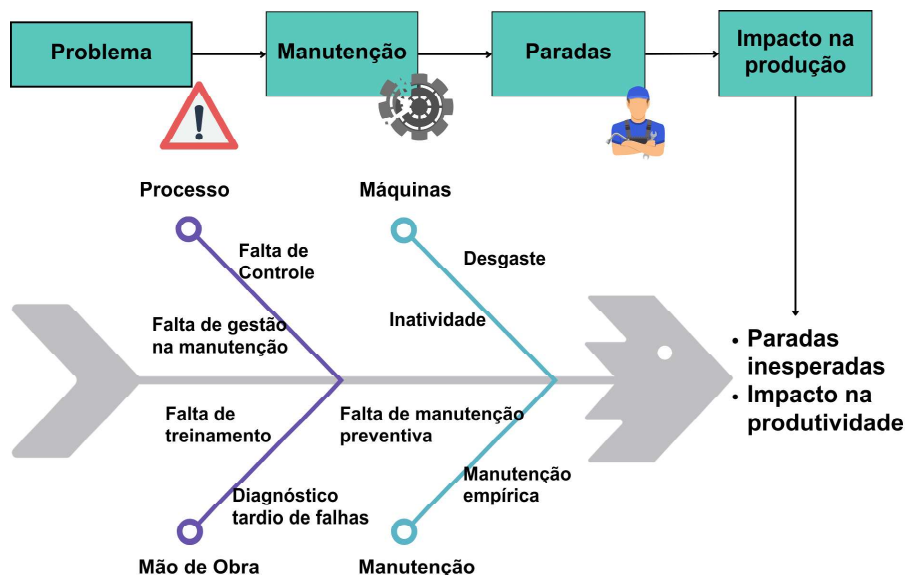 Problema
Manutenção
Paradas
Impacto na
produção
Processo
Máquinas
Falta de
Controle
Desgaste
Falta de gestão
na manutenção
Inatividade
• Paradas
inesperadas
• Impacto na
produtividade
Falta de
treinamento
Falta de manutenção
preventiva
Diagnóstico
tardio de falhas
Manutenção
empírica
Mão de Obra
Manutenção